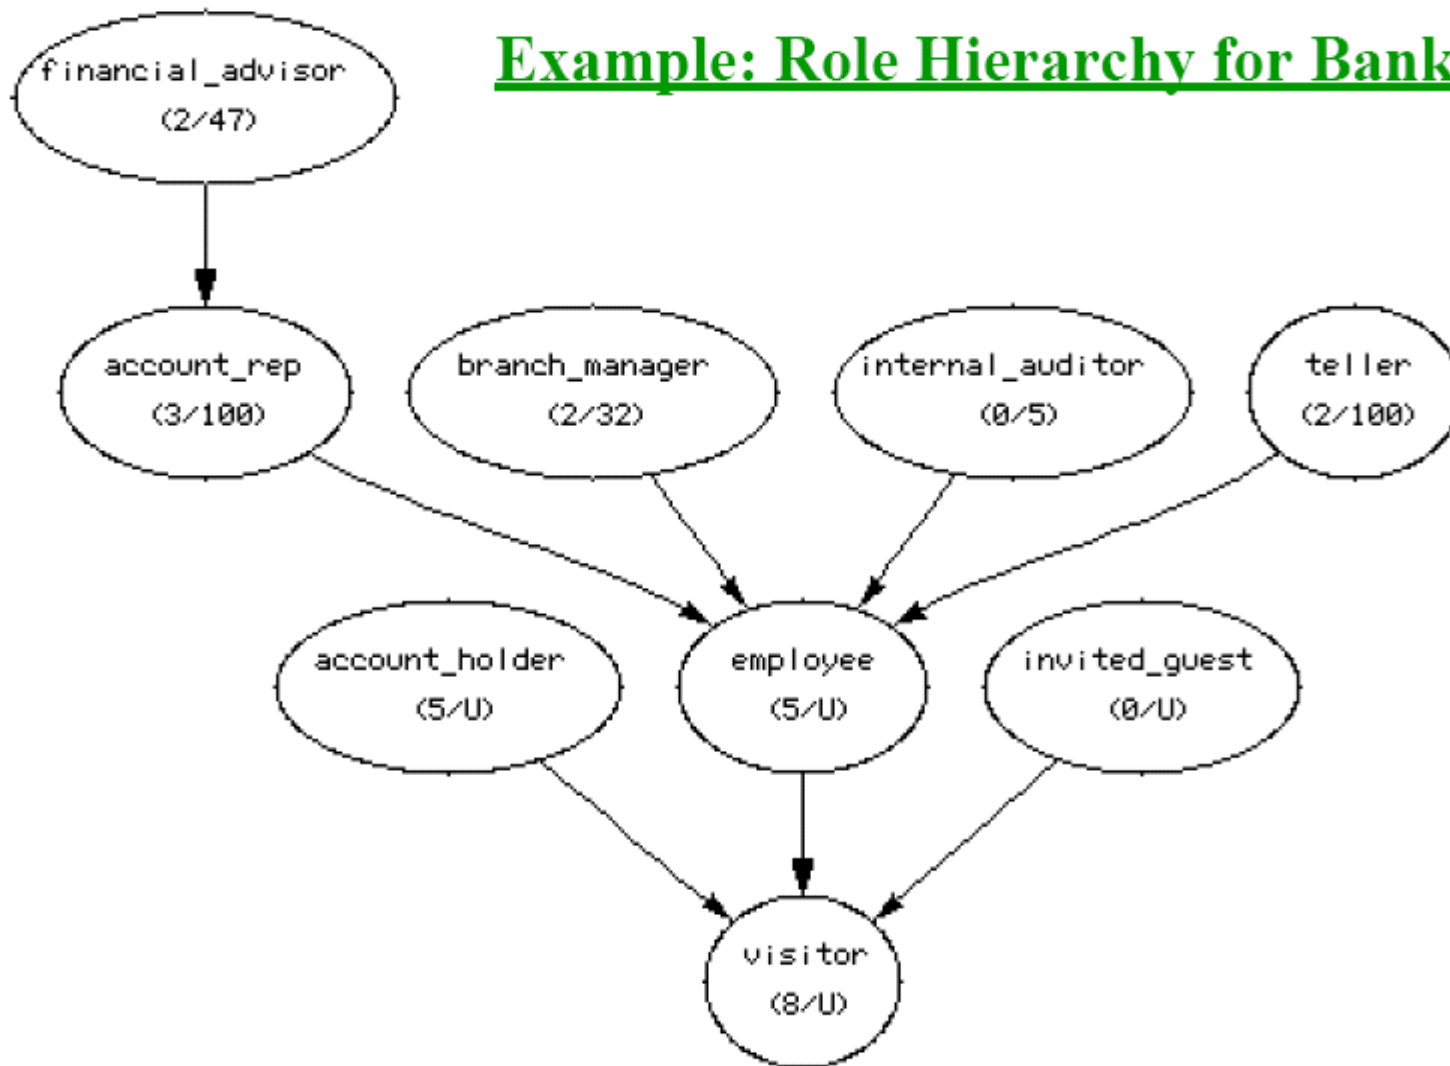 Example: Role Hierarchy for Bank
financial_advisor
(2/47)
account_rep
(3/100)
branch_manager
(2/32)
internal_auditor
(0/5)
teller
(2/100)
account_holder
(5/U)
employee
(5/U)
invited_guest
(0/U)
visitor
(8/U)